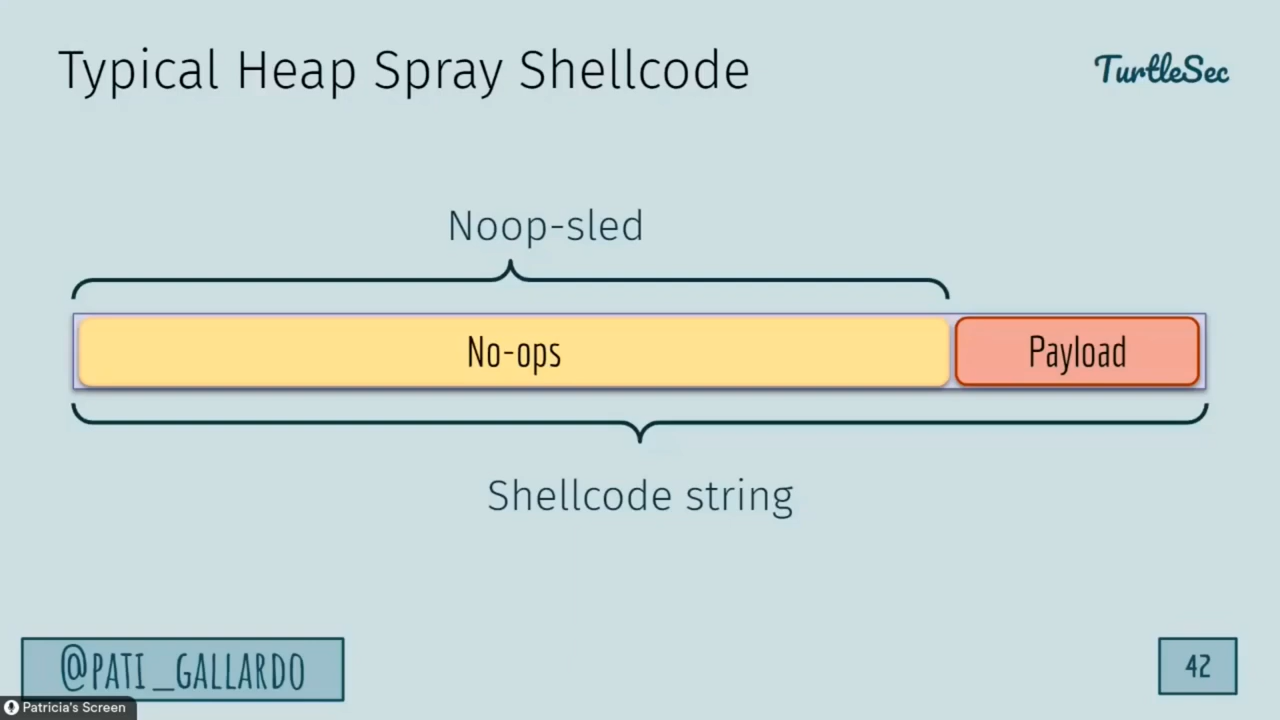 Typical Heap Spray Shellcode
TurtleSec
Noop-sled
No-ops
Payload
Shellcode string
@PATI_GALLARDO
42
Patricia's Screen